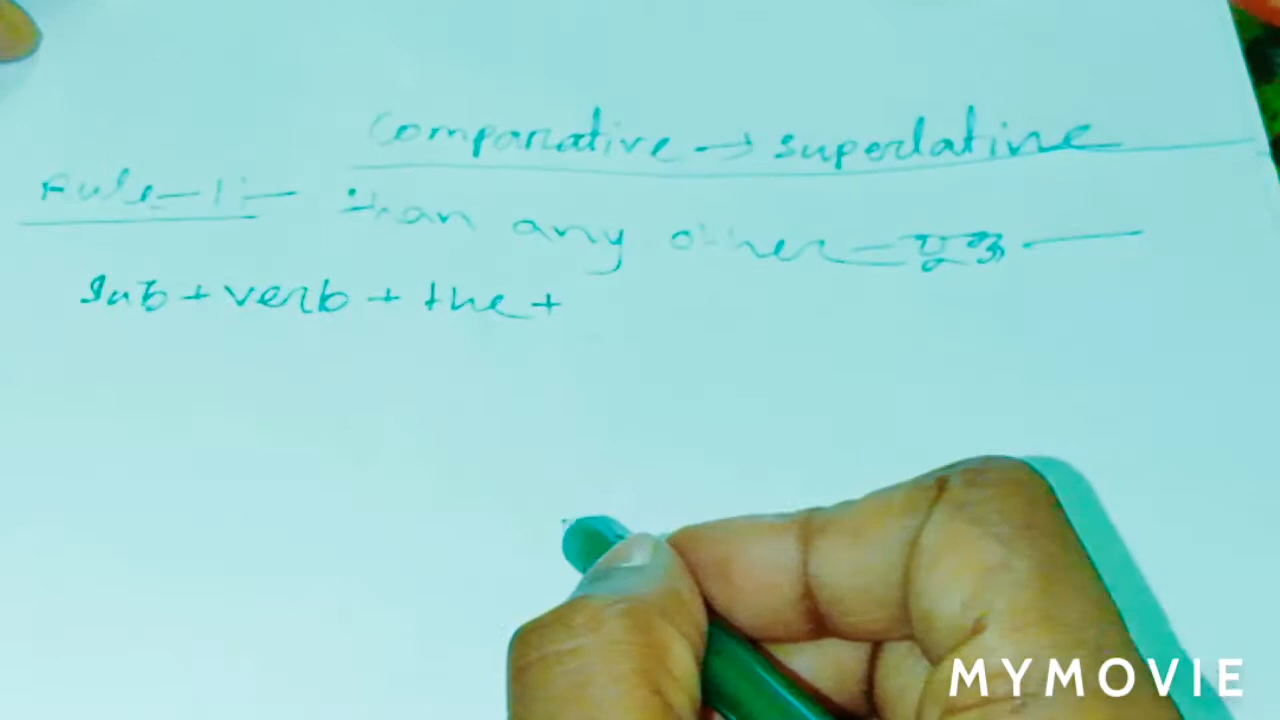 Comparative → superlative
Rule-1:- than any other -যুক্ত —
Sub + verb + the +
MYMOVIE